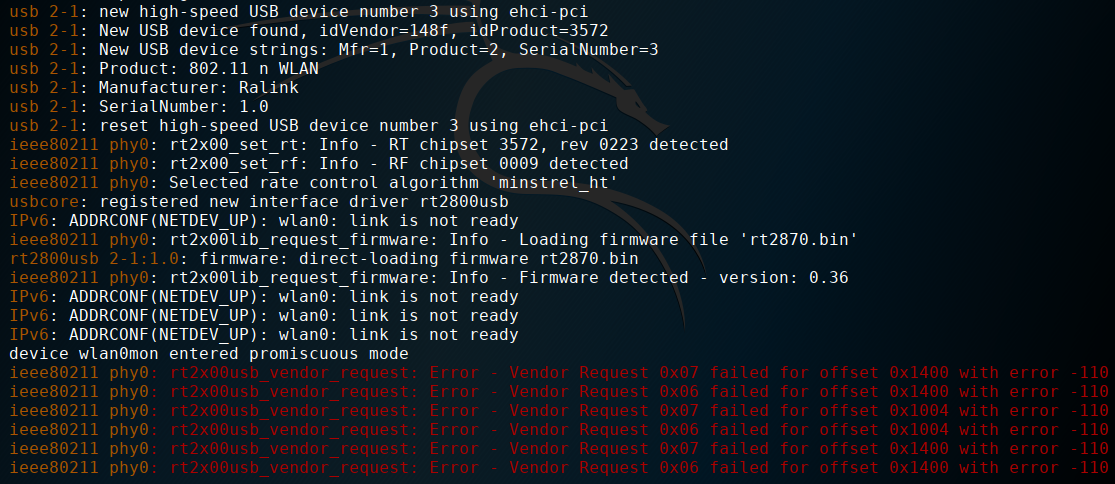 usb 2-1: new high-speed USB device number 3 using ehci-pci
usb 2-1: New USB device found, idVendor=148f, idProduct=3572
usb 2-1: New USB device strings: Mfr=1, Product=2, SerialNumber=3
usb 2-1: Product: 802.11 n WLAN
usb 2-1: Manufacturer: Ralink
usb 2-1: SerialNumber: 1.0
usb 2-1: reset high-speed USB device number 3 using ehci-pci
ieee80211 phy0: rt2x00_set_rt: Info - RT chipset 3572, rev 0223 detected
ieee80211 phy0: rt2x00_set_rf: Info - RF chipset 0009 detected
ieee80211 phy0: Selected rate control algorithm 'minstrel_ht'
usbcore: registered new interface driver rt2800usb
IPv6: ADDRCONF(NETDEV_UP): wlan0: link is not ready
ieee80211 phy0: rt2x00lib_request_firmware: Info - Loading firmware file 'rt2870.bin'
rt2800usb 2-1:1.0: firmware: direct-loading firmware rt2870.bin
ieee80211 phy0: rt2x00lib_request_firmware: Info - Firmware detected - version: 0.36
IPv6: ADDRCONF(NETDEV_UP): wlan0: link is not ready
IPv6: ADDRCONF(NETDEV_UP): wlan0: link is not ready
IPv6: ADDRCONF(NETDEV_UP): wlan0: link is not ready
device wlan0mon entered promiscuous mode
ieee80211 phy0: rt2x00usb_vendor_request: Error - Vendor Request 0x07 failed for offset 0x1400 with error -110
ieee80211 phy0: rt2x00usb_vendor_request: Error - Vendor Request 0x06 failed for offset 0x1400 with error -110
ieee80211 phy0: rt2x00usb_vendor_request: Error - Vendor Request 0x07 failed for offset 0x1004 with error -110
ieee80211 phy0: rt2x00usb_vendor_request: Error - Vendor Request 0x06 failed for offset 0x1004 with error -110
ieee80211 phy0: rt2x00usb_vendor_request: Error - Vendor Request 0x07 failed for offset 0x1400 with error -110
ieee80211 phy0: rt2x00usb_vendor_request: Error - Vendor Request 0x06 failed for offset 0x1400 with error -110